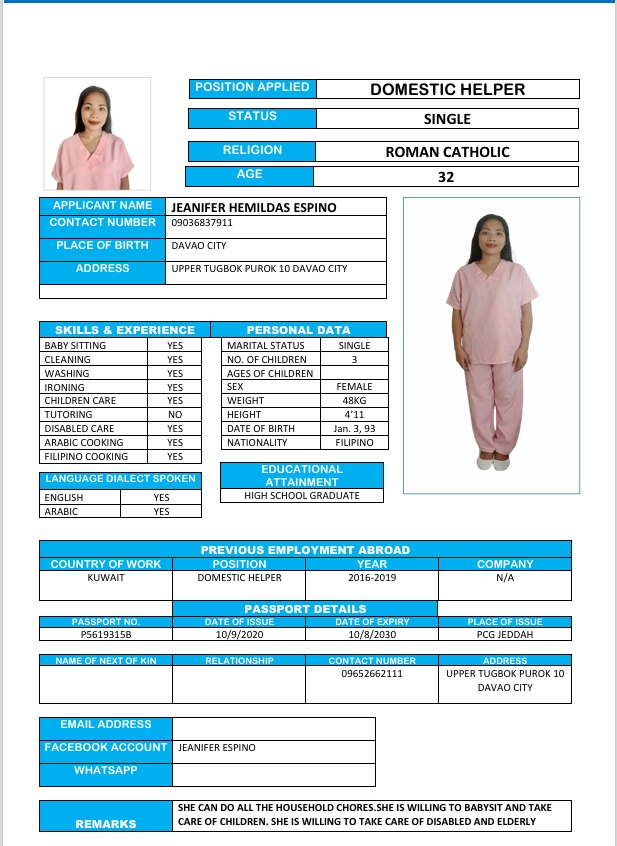 POSITION APPLIED DOMESTIC HELPER
STATUS SINGLE
RELIGION ROMAN CATHOLIC
AGE 32
APPLICANT NAME JEANIFER HEMILDAS ESPINO
CONTACT NUMBER 09036837911
PLACE OF BIRTH DAVAO CITY
ADDRESS UPPER TUGBOK PUROK 10 DAVAO CITY
SKILLS & EXPERIENCE PERSONAL DATA
BABY SITTING YES MARITAL STATUS SINGLE
CLEANING YES NO. OF CHILDREN 3
WASHING YES AGES OF CHILDREN
IRONING YES SEX FEMALE
CHILDREN CARE YES WEIGHT 48KG
TUTORING NO HEIGHT 4'11
DISABLED CARE YES DATE OF BIRTH Jan. 3, 93
ARABIC COOKING YES NATIONALITY FILIPINO
FILIPINO COOKING YES
LANGUAGE DIALECT SPOKEN
ENGLISH YES
ARABIC YES
EDUCATIONAL
ATTAINMENT
HIGH SCHOOL GRADUATE
PREVIOUS EMPLOYMENT ABROAD
COUNTRY OF WORK POSITION YEAR COMPANY
KUWAIT DOMESTIC HELPER 2016-2019 N/A
PASSPORT DETAILS
PASSPORT NO. DATE OF ISSUE DATE OF EXPIRY PLACE OF ISSUE
P5619315B 10/9/2020 10/8/2030 PCG JEDDAH
NAME OF NEXT OF KIN RELATIONSHIP CONTACT NUMBER ADDRESS
09652662111 UPPER TUGBOK PUROK 10
DAVAO CITY
EMAIL ADDRESS
FACEBOOK ACCOUNT JEANIFER ESPINO
WHATSAPP
REMARKS SHE CAN DO ALL THE HOUSEHOLD CHORES.SHE IS WILLING TO BABYSIT AND TAKE
CARE OF CHILDREN. SHE IS WILLING TO TAKE CARE OF DISABLED AND ELDERLY